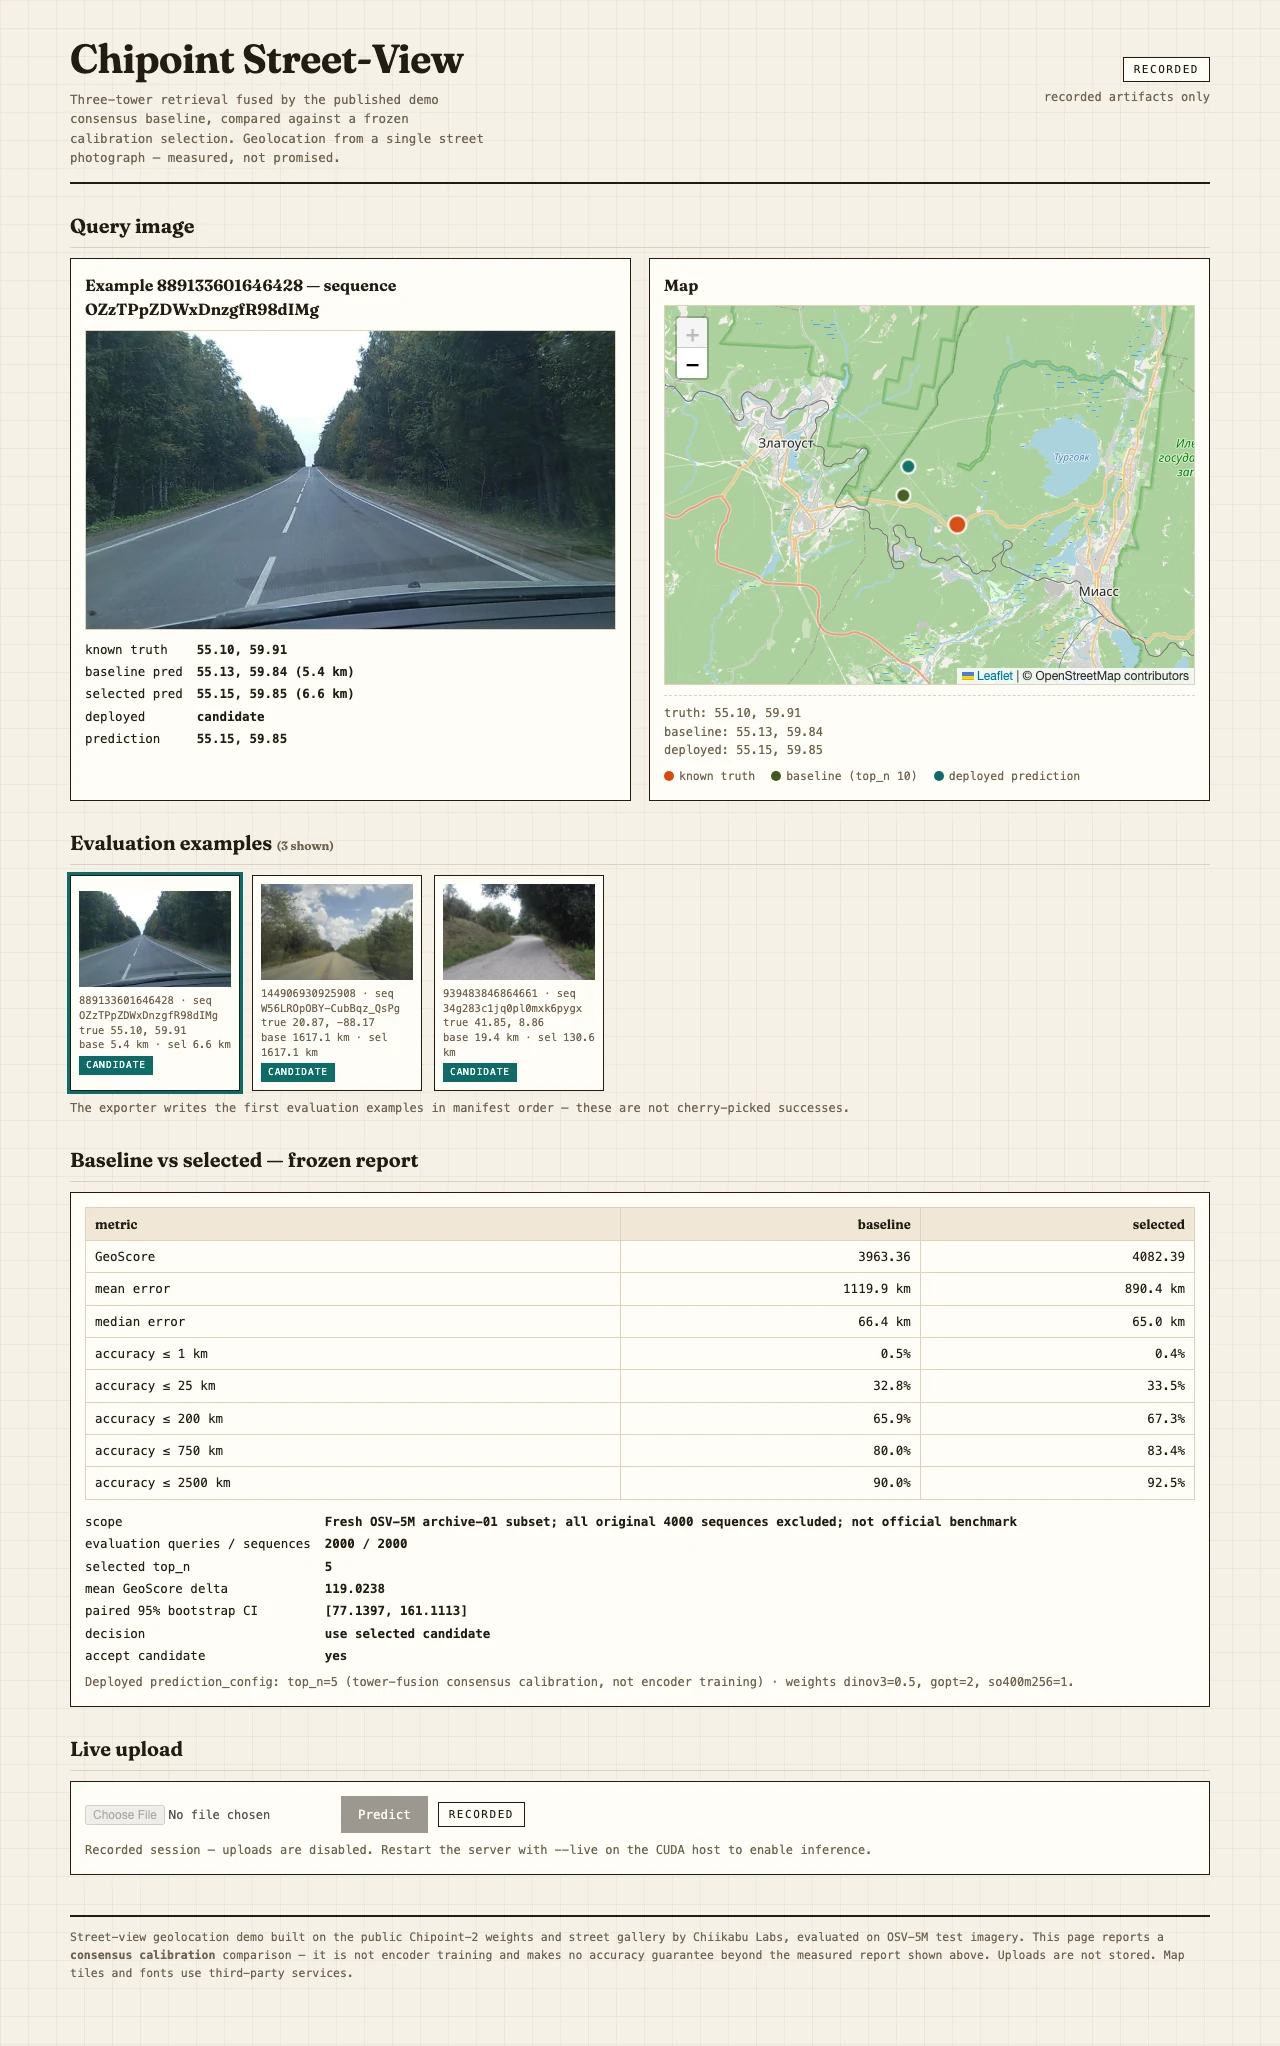 Chipoint Street-View
Three-tower retrieval fused by the published demo
consensus baseline, compared against a frozen
calibration selection. Geolocation from a single street
photograph — measured, not promised.
RECORDED
recorded artifacts only
Query image
Example 889133601646428 — sequence
OZzTPpZDWxDnzgfR98dIMg
known truth 55.10, 59.91
baseline pred 55.13, 59.84 (5.4 km)
selected pred 55.15, 59.85 (6.6 km)
deployed candidate
prediction 55.15, 59.85
Map
+
−
Златоуст
Тургояк
Миасс
Leaflet | © OpenStreetMap contributors
truth: 55.10, 59.91
baseline: 55.13, 59.84
deployed: 55.15, 59.85
known truth baseline (top_n 10) deployed prediction
Evaluation examples (3 shown)
889133601646428 · seq
OZzTPpZDWxDnzgfR98dIMg
true 55.10, 59.91
base 5.4 km · sel 6.6 km
CANDIDATE
144906930925908 · seq
W56LROpOBY-CubBqz_QsPg
true 20.87, -88.17
base 1617.1 km · sel
1617.1 km
CANDIDATE
939483846864661 · seq
34g283c1jq0pl0mxk6pygx
true 41.85, 8.86
base 19.4 km · sel 130.6
km
CANDIDATE
The exporter writes the first evaluation examples in manifest order — these are not cherry-picked successes.
Baseline vs selected — frozen report
metric baseline selected
GeoScore 3963.36 4082.39
mean error 1119.9 km 890.4 km
median error 66.4 km 65.0 km
accuracy ≤ 1 km 0.5% 0.4%
accuracy ≤ 25 km 32.8% 33.5%
accuracy ≤ 200 km 65.9% 67.3%
accuracy ≤ 750 km 80.0% 83.4%
accuracy ≤ 2500 km 90.0% 92.5%
scope Fresh OSV-5M archive-01 subset; all original 4000 sequences excluded; not official benchmark
evaluation queries / sequences 2000 / 2000
selected top_n 5
mean GeoScore delta 119.0238
paired 95% bootstrap CI [77.1397, 161.1113]
decision use selected candidate
accept candidate yes
Deployed prediction_config: top_n=5 (tower-fusion consensus calibration, not encoder training) · weights dinov3=0.5, gopt=2, so400m256=1.
Live upload
Choose File No file chosen Predict RECORDED
Recorded session — uploads are disabled. Restart the server with --live on the CUDA host to enable inference.
Street-view geolocation demo built on the public Chipoint-2 weights and street gallery by Chiikabu Labs, evaluated on OSV-5M test imagery. This page reports a
consensus calibration comparison — it is not encoder training and makes no accuracy guarantee beyond the measured report shown above. Uploads are not stored. Map
tiles and fonts use third-party services.